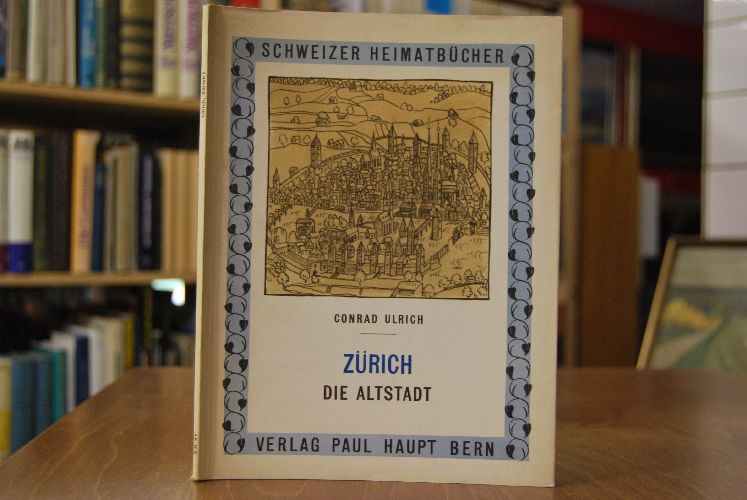 SCHWEIZER HEIMATBÜCHER
CONRAD ULRICH
ZÜRICH
DIE ALTSTADT
VERLAG PAUL HAUPT BERN